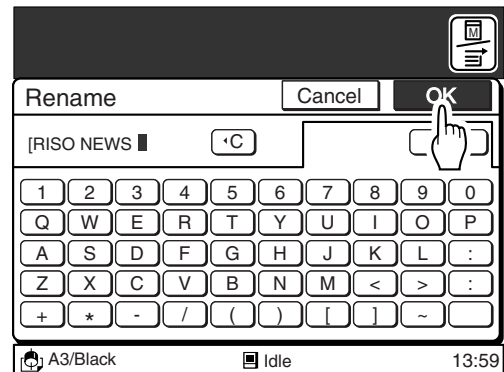 M
Rename Cancel OK
[RISO NEWS C
1 2 3 4 5 6 7 8 9 0
Q W E R T Y U I O P
A S D F G H J K L :
Z X C V B N M < > :
+ * - / ( ) [ ] ~
A3/Black Idle 13:59